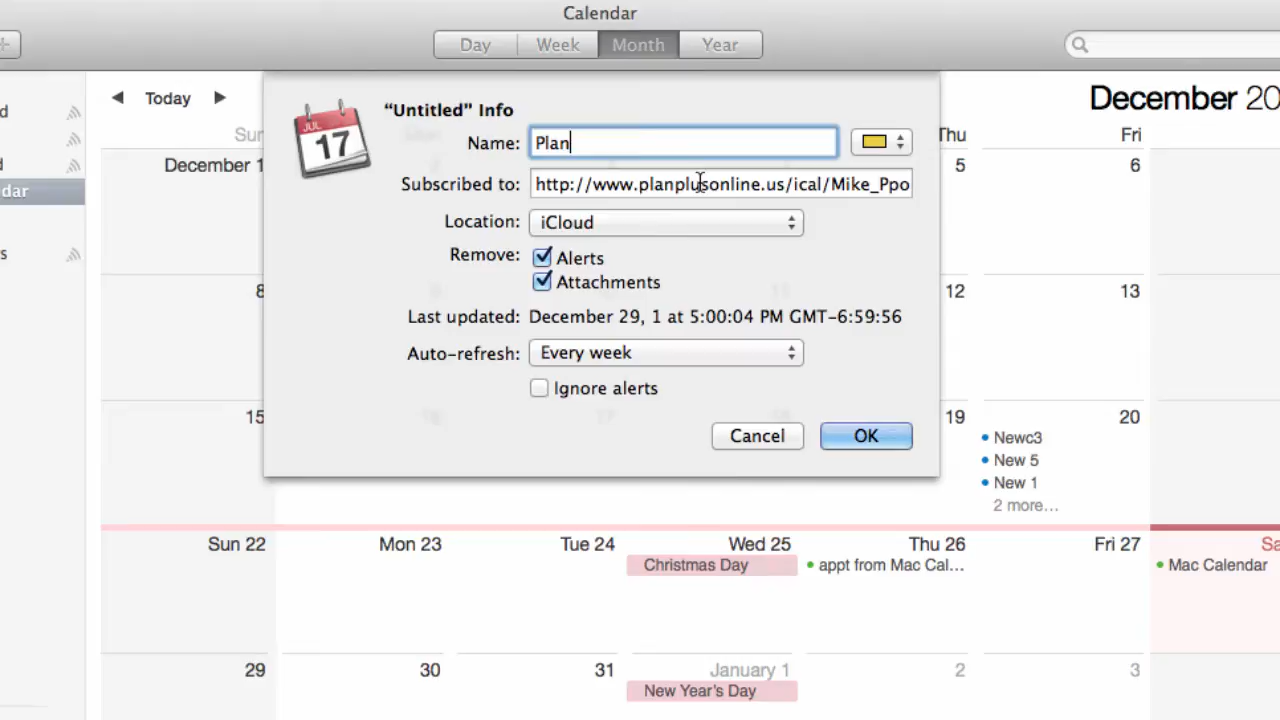 Calendar
Day Week Month Year
Today
December 20
Sun
Thu
Fri
December 1
5
6
dar
8
12
13
15
19
20
"Untitled" Info
JUL
17
Name: Plan
Subscribed to: http://www.planplusonline.us/ical/Mike_Ppo
Location: iCloud
Remove: Alerts
Attachments
Last updated: December 29, 1 at 5:00:04 PM GMT-6:59:56
Auto-refresh: Every week
Ignore alerts
Cancel
OK
Newc3
New 5
New 1
2 more...
Sun 22
Mon 23
Tue 24
Wed 25
Thu 26
Fri 27
Sa
Christmas Day
appt from Mac Cal...
Mac Calendar
29
30
31
January 1
2
3
New Year's Day